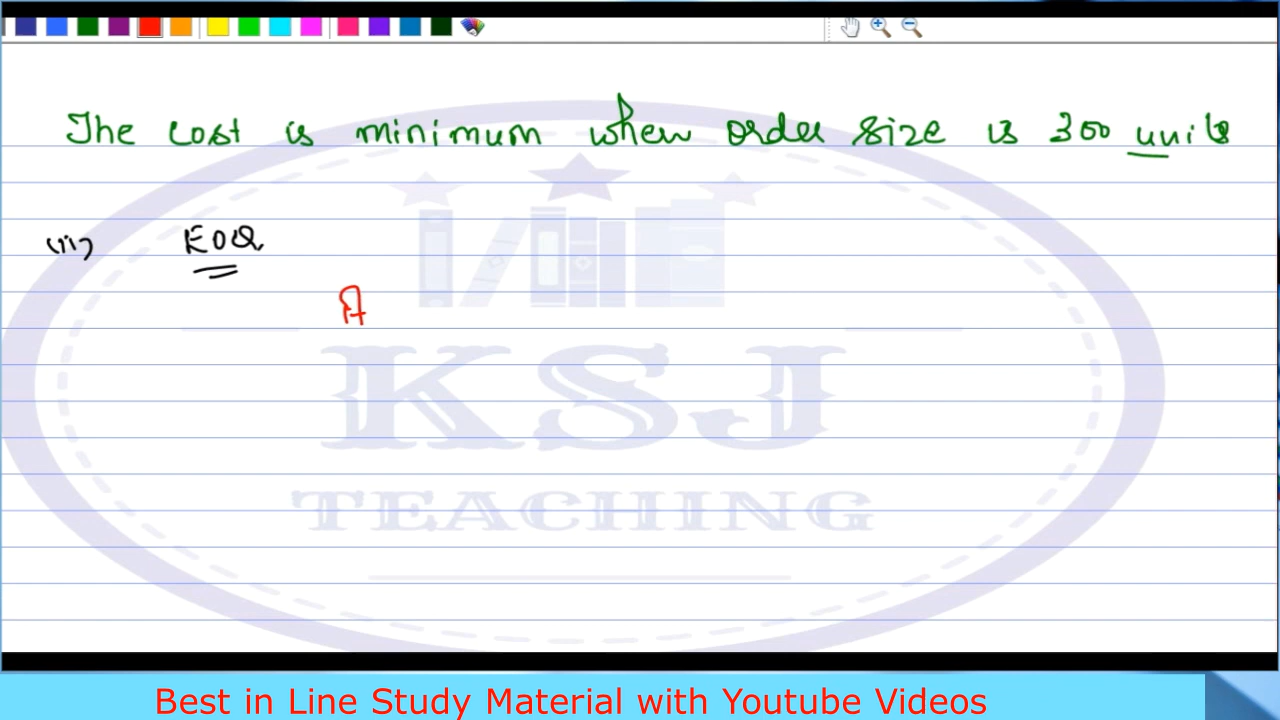 The cost is minimum when order size is 300 units
(ii) EOQ
A
KSJ
TEACHING
Best in Line Study Material with Youtube Videos